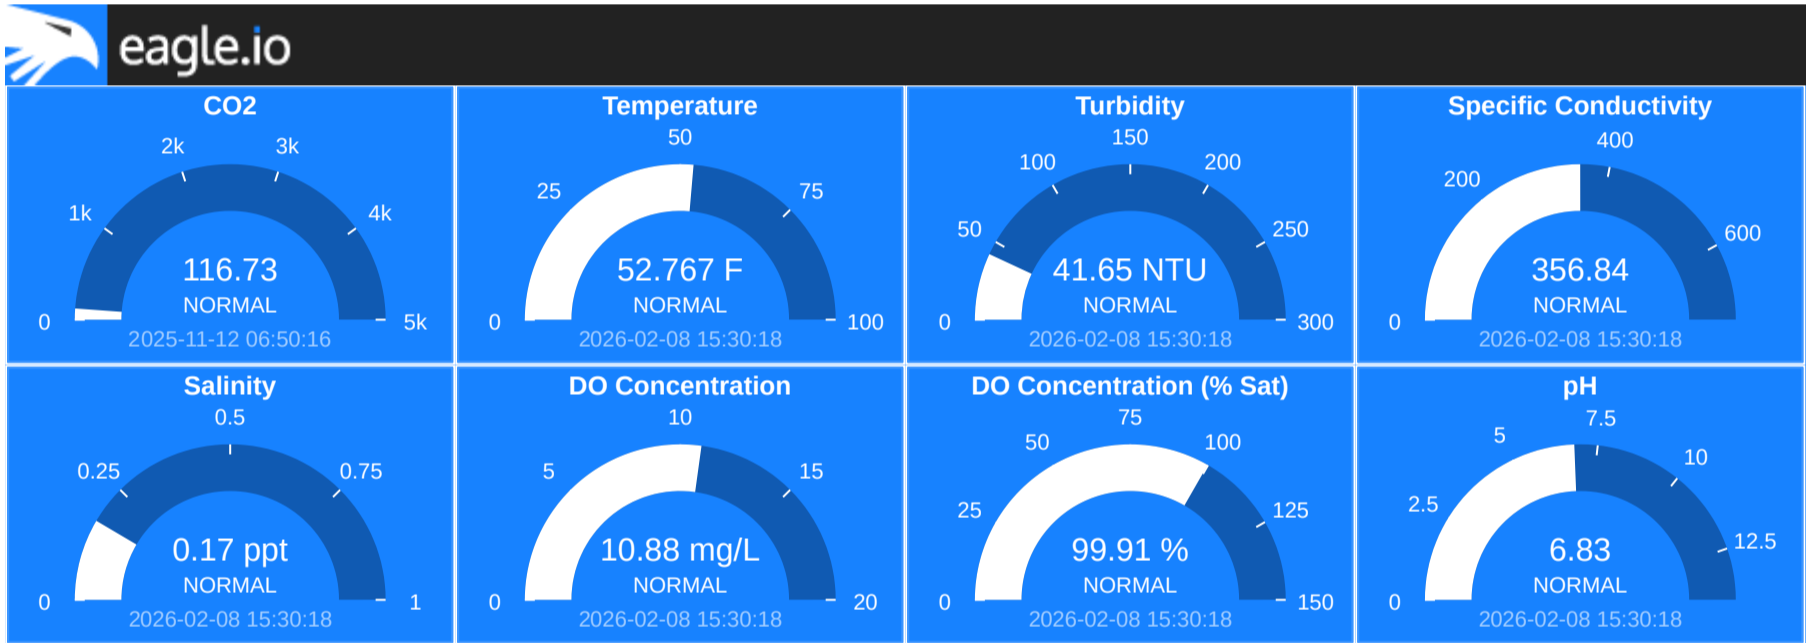 eagle.io
CO2
0
1k
2k
3k
4k
5k
116.73
NORMAL
2025-11-12 06:50:16
Temperature
0
25
50
75
100
52.767 F
NORMAL
2026-02-08 15:30:18
Turbidity
0
50
100
150
200
250
300
41.65 NTU
NORMAL
2026-02-08 15:30:18
Specific Conductivity
0
200
400
600
356.84
NORMAL
2026-02-08 15:30:18
Salinity
0
0.25
0.5
0.75
1
0.17 ppt
NORMAL
2026-02-08 15:30:18
DO Concentration
0
5
10
15
20
10.88 mg/L
NORMAL
2026-02-08 15:30:18
DO Concentration (% Sat)
0
25
50
75
100
125
150
99.91 %
NORMAL
2026-02-08 15:30:18
pH
0
2.5
5
7.5
10
12.5
6.83
NORMAL
2026-02-08 15:30:18